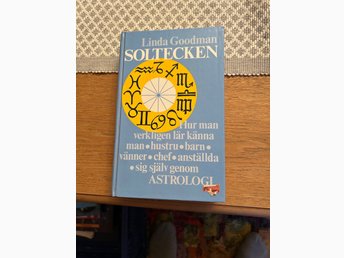 Linda Goodman
SOLTECKEN
Hur man
verkligen lär känna
man • hustru • barn •
vänner • chef • anställda
• sig själv genom
ASTROLOGI